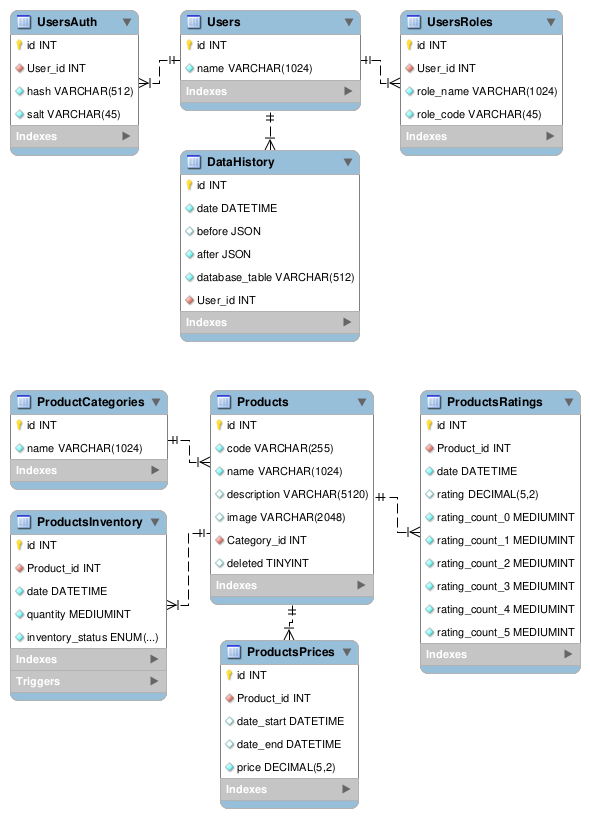 UsersAuth
id INT
User_id INT
hash VARCHAR(512)
salt VARCHAR(45)
Indexes
Users
id INT
name VARCHAR(1024)
Indexes
UsersRoles
id INT
User_id INT
role_name VARCHAR(1024)
role_code VARCHAR(45)
Indexes
DataHistory
id INT
date DATETIME
before JSON
after JSON
database_table VARCHAR(512)
User_id INT
Indexes
ProductCategories
id INT
name VARCHAR(1024)
Indexes
Products
id INT
code VARCHAR(255)
name VARCHAR(1024)
description VARCHAR(5120)
image VARCHAR(2048)
Category_id INT
deleted TINYINT
Indexes
ProductsRatings
id INT
Product_id INT
date DATETIME
rating DECIMAL(5,2)
rating_count_0 MEDIUMINT
rating_count_1 MEDIUMINT
rating_count_2 MEDIUMINT
rating_count_3 MEDIUMINT
rating_count_4 MEDIUMINT
rating_count_5 MEDIUMINT
Indexes
ProductsInventory
id INT
Product_id INT
date DATETIME
quantity MEDIUMINT
inventory_status ENUM(...)
Indexes
Triggers
ProductsPrices
id INT
Product_id INT
date_start DATETIME
date_end DATETIME
price DECIMAL(5,2)
Indexes